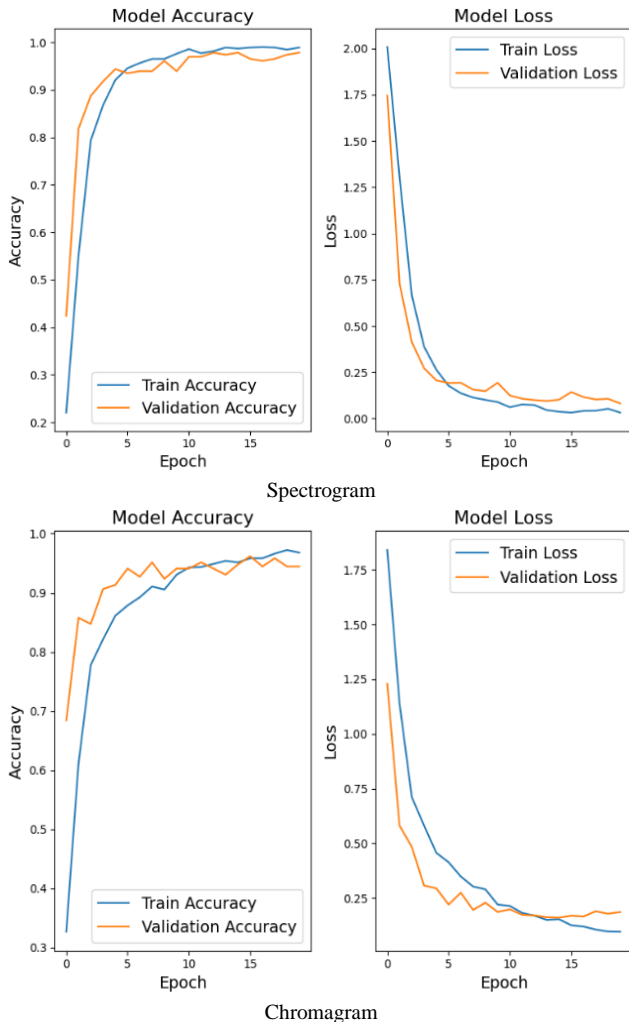 Model Accuracy
1.0
0.9
0.8
0.7
0.6
0.5
0.4
0.3
0.2
Accuracy
Train Accuracy
Validation Accuracy
0 5 10 15
Epoch
Model Loss
2.00
1.75
1.50
1.25
1.00
0.75
0.50
0.25
0.00
Loss
Train Loss
Validation Loss
0 5 10 15
Epoch
Spectrogram
Model Accuracy
1.0
0.9
0.8
0.7
0.6
0.5
0.4
0.3
Accuracy
Train Accuracy
Validation Accuracy
0 5 10 15
Epoch
Model Loss
1.75
1.50
1.25
1.00
0.75
0.50
0.25
Loss
Train Loss
Validation Loss
0 5 10 15
Epoch
Chromagram